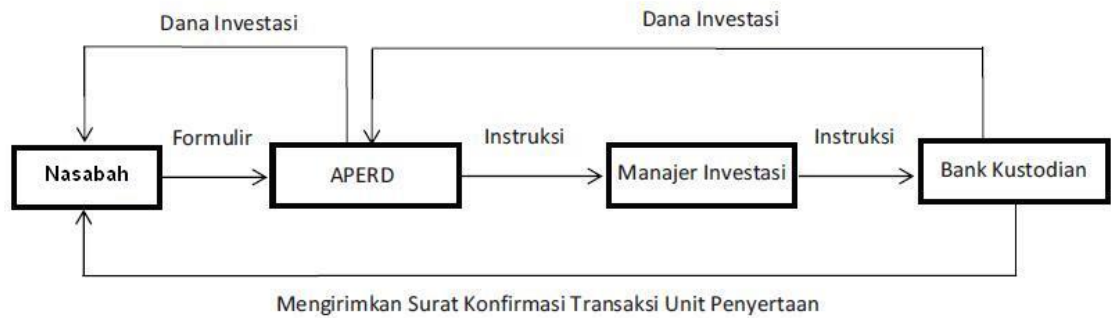 Dana Investasi
Dana Investasi
Formulir
Instruksi
Instruksi
Nasabah
APERD
Manajer Investasi
Bank Kustodian
Mengirimkan Surat Konfirmasi Transaksi Unit Penyertaan